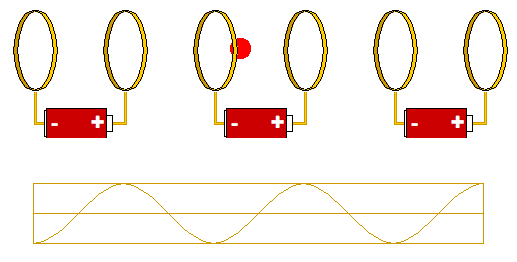 - + - + - +